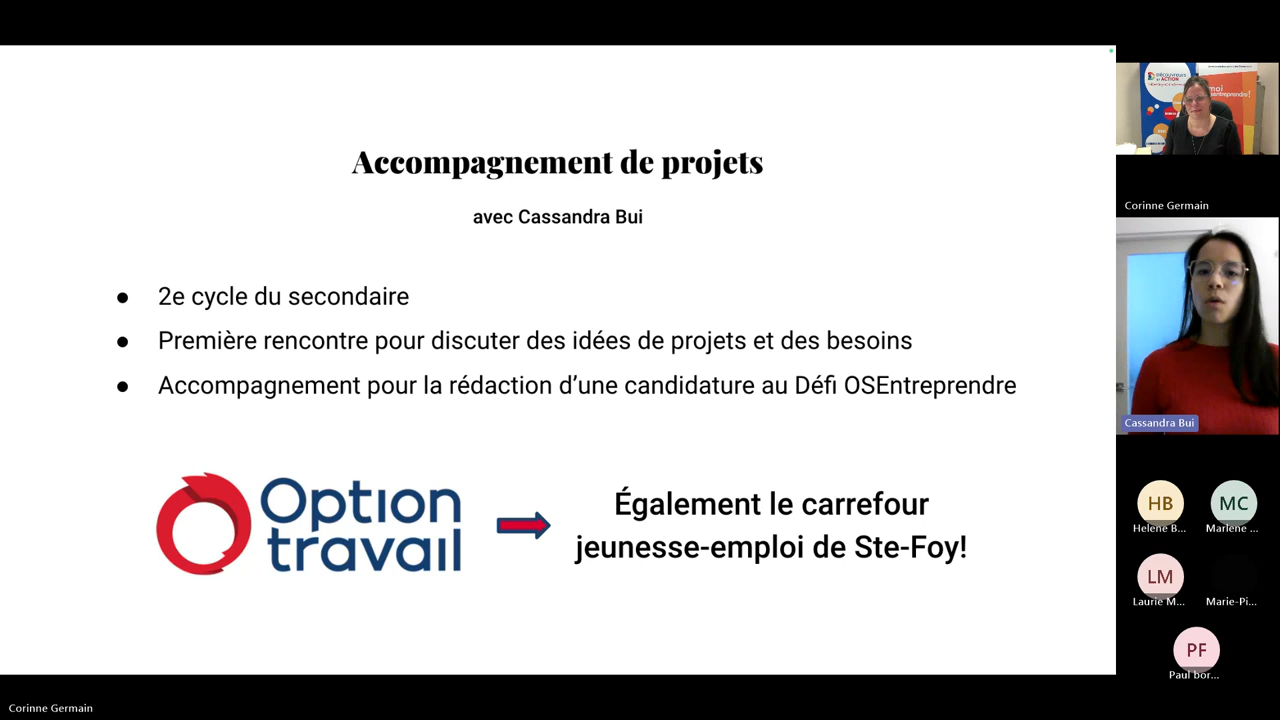 Accompagnement de projets
avec Cassandra Bui
● 2e cycle du secondaire
● Première rencontre pour discuter des idées de projets et des besoins
● Accompagnement pour la rédaction d’une candidature au Défi OSEntreprendre
Option
travail
Également le carrefour
jeunesse-emploi de Ste-Foy!
Corinne Germain
Cassandra Bui
HB
Helene B...
MC
Marlene ...
LM
Laurie M...
Marie-Pi...
PF
Paul bor...
Corinne Germain